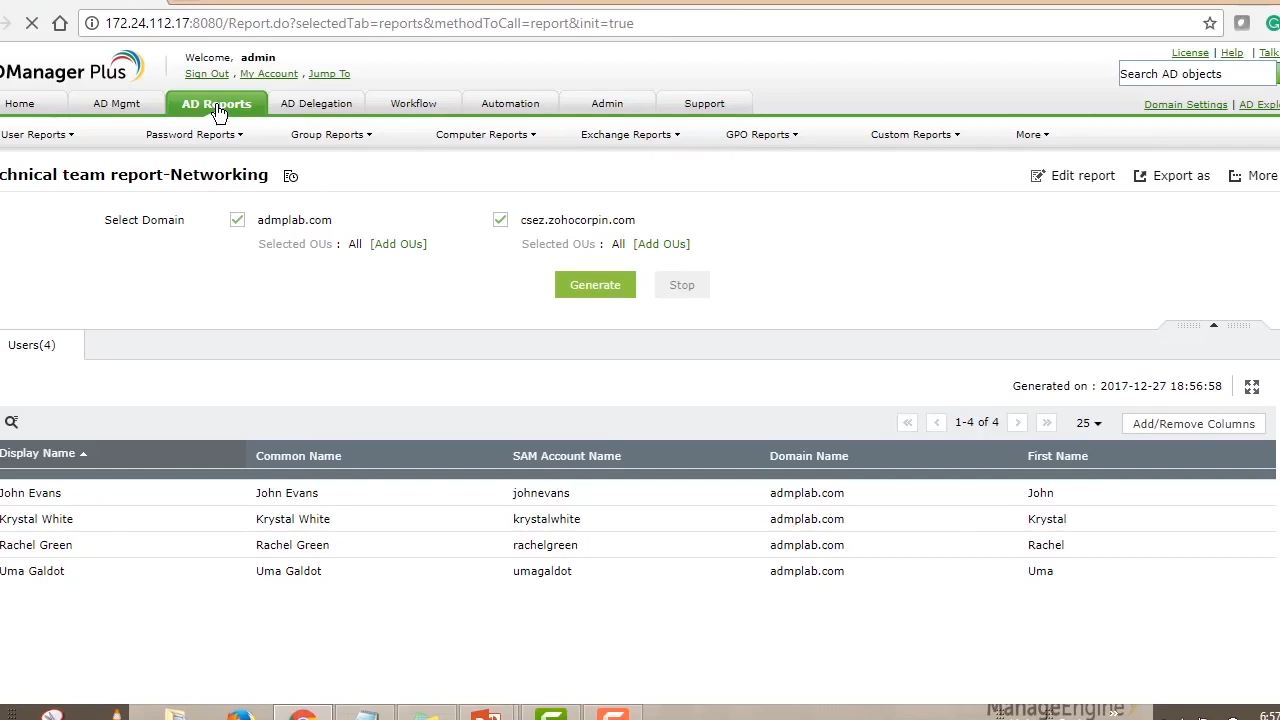 172.24.112.17:8080/Report.do?selectedTab=reports&methodToCall=report&init=true
License | Help | Talk
DManager Plus Welcome, admin
Sign Out , My Account , Jump To
Search AD objects
Home AD Mgmt AD Reports AD Delegation Workflow Automation Admin Support
Domain Settings | AD Expl
User Reports Password Reports Group Reports Computer Reports Exchange Reports GPO Reports Custom Reports More
chnical team report-Networking Edit report Export as More
Select Domain admplab.com csez.zohocorpin.com
Selected OUs : All [Add OUs] Selected OUs : All [Add OUs]
Generate Stop
Users(4)
Generated on : 2017-12-27 18:56:58
« ‹ 1-4 of 4 › » 25 Add/Remove Columns
Display Name Common Name SAM Account Name Domain Name First Name
John Evans John Evans johnevans admplab.com John
Krystal White Krystal White krystalwhite admplab.com Krystal
Rachel Green Rachel Green rachelgreen admplab.com Rachel
Uma Galdot Uma Galdot umagaldot admplab.com Uma
ManageEngine
6:57